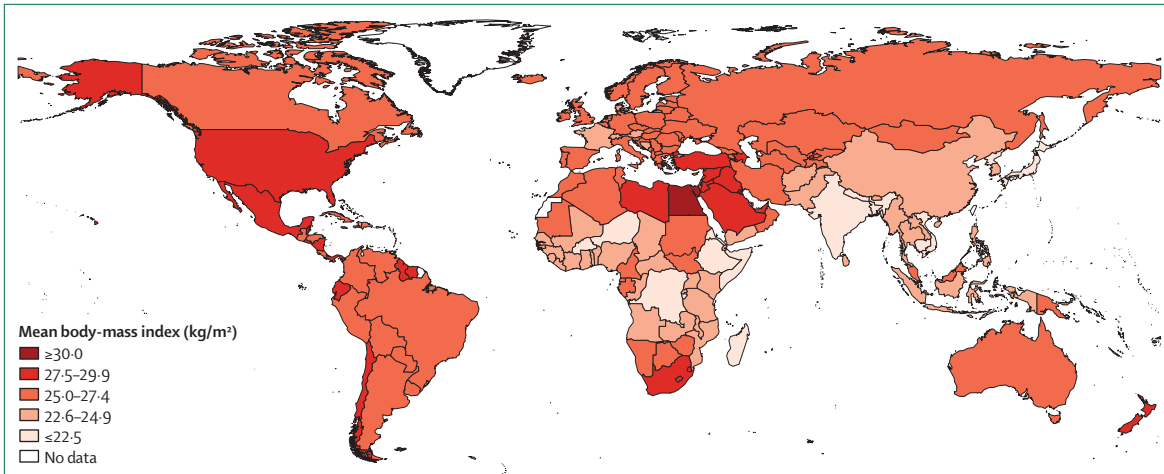 Mean body-mass index (kg/m²)
≥30·0
27·5–29·9
25·0–27·4
22·6–24·9
≤22·5
No data